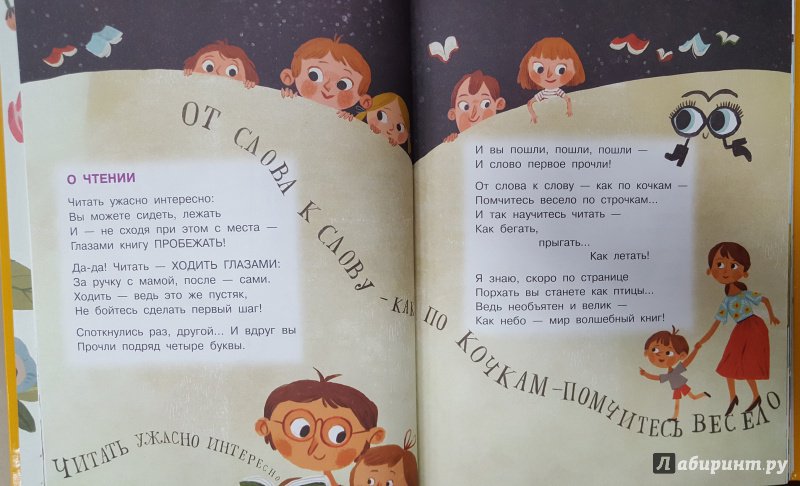 О ЧТЕНИИ
Читать ужасно интересно:
Вы можете сидеть, лежать
И — не сходя при этом с места —
Глазами книгу ПРОБЕЖАТЬ!
Да-да! Читать — ХОДИТЬ ГЛАЗАМИ:
За ручку с мамой, после — сами.
Ходить — ведь это же пустяк,
Не бойтесь сделать первый шаг!
Споткнулись раз, другой... И вдруг вы
Прочли подряд четыре буквы.
ЧИТАТЬ УЖАСНО ИНТЕРЕСНО
ОТ СЛОВА К СЛОВУ – КАК ПО КОЧКАМ – ПОМЧИТЕСЬ ВЕСЕЛО
И вы пошли, пошли, пошли —
И слово первое прочли!
От слова к слову — как по кочкам —
Помчитесь весело по строчкам...
И так научитесь читать —
Как бегать,
прыгать...
Как летать!
Я знаю, скоро по странице
Порхать вы станете как птицы...
Ведь необъятен и велик —
Как небо — мир волшебный книг!
Лабиринт.ру